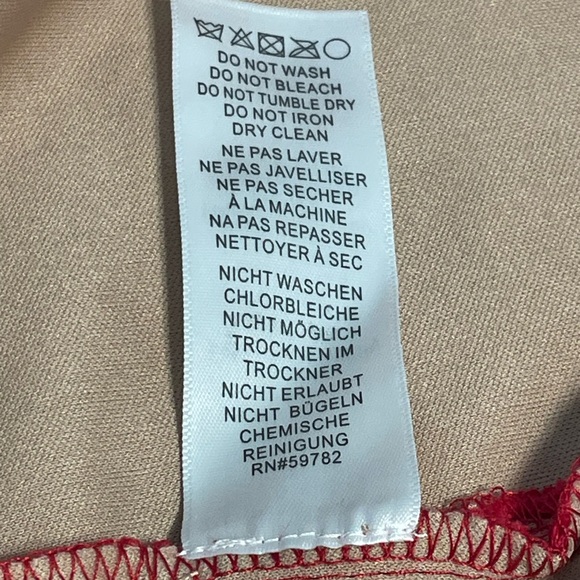 DO NOT WASH
DO NOT BLEACH
DO NOT TUMBLE DRY
DO NOT IRON
DRY CLEAN
NE PAS LAVER
NE PAS JAVELLISER
NE PAS SECHER
À LA MACHINE
NA PAS REPASSER
NETTOYER À SEC
NICHT WASCHEN
CHLORBLEICHE
NICHT MÖGLICH
TROCKNEN IM
TROCKNER
NICHT ERLAUBT
NICHT BÜGELN
CHEMISCHE
REINIGUNG
RN#59782